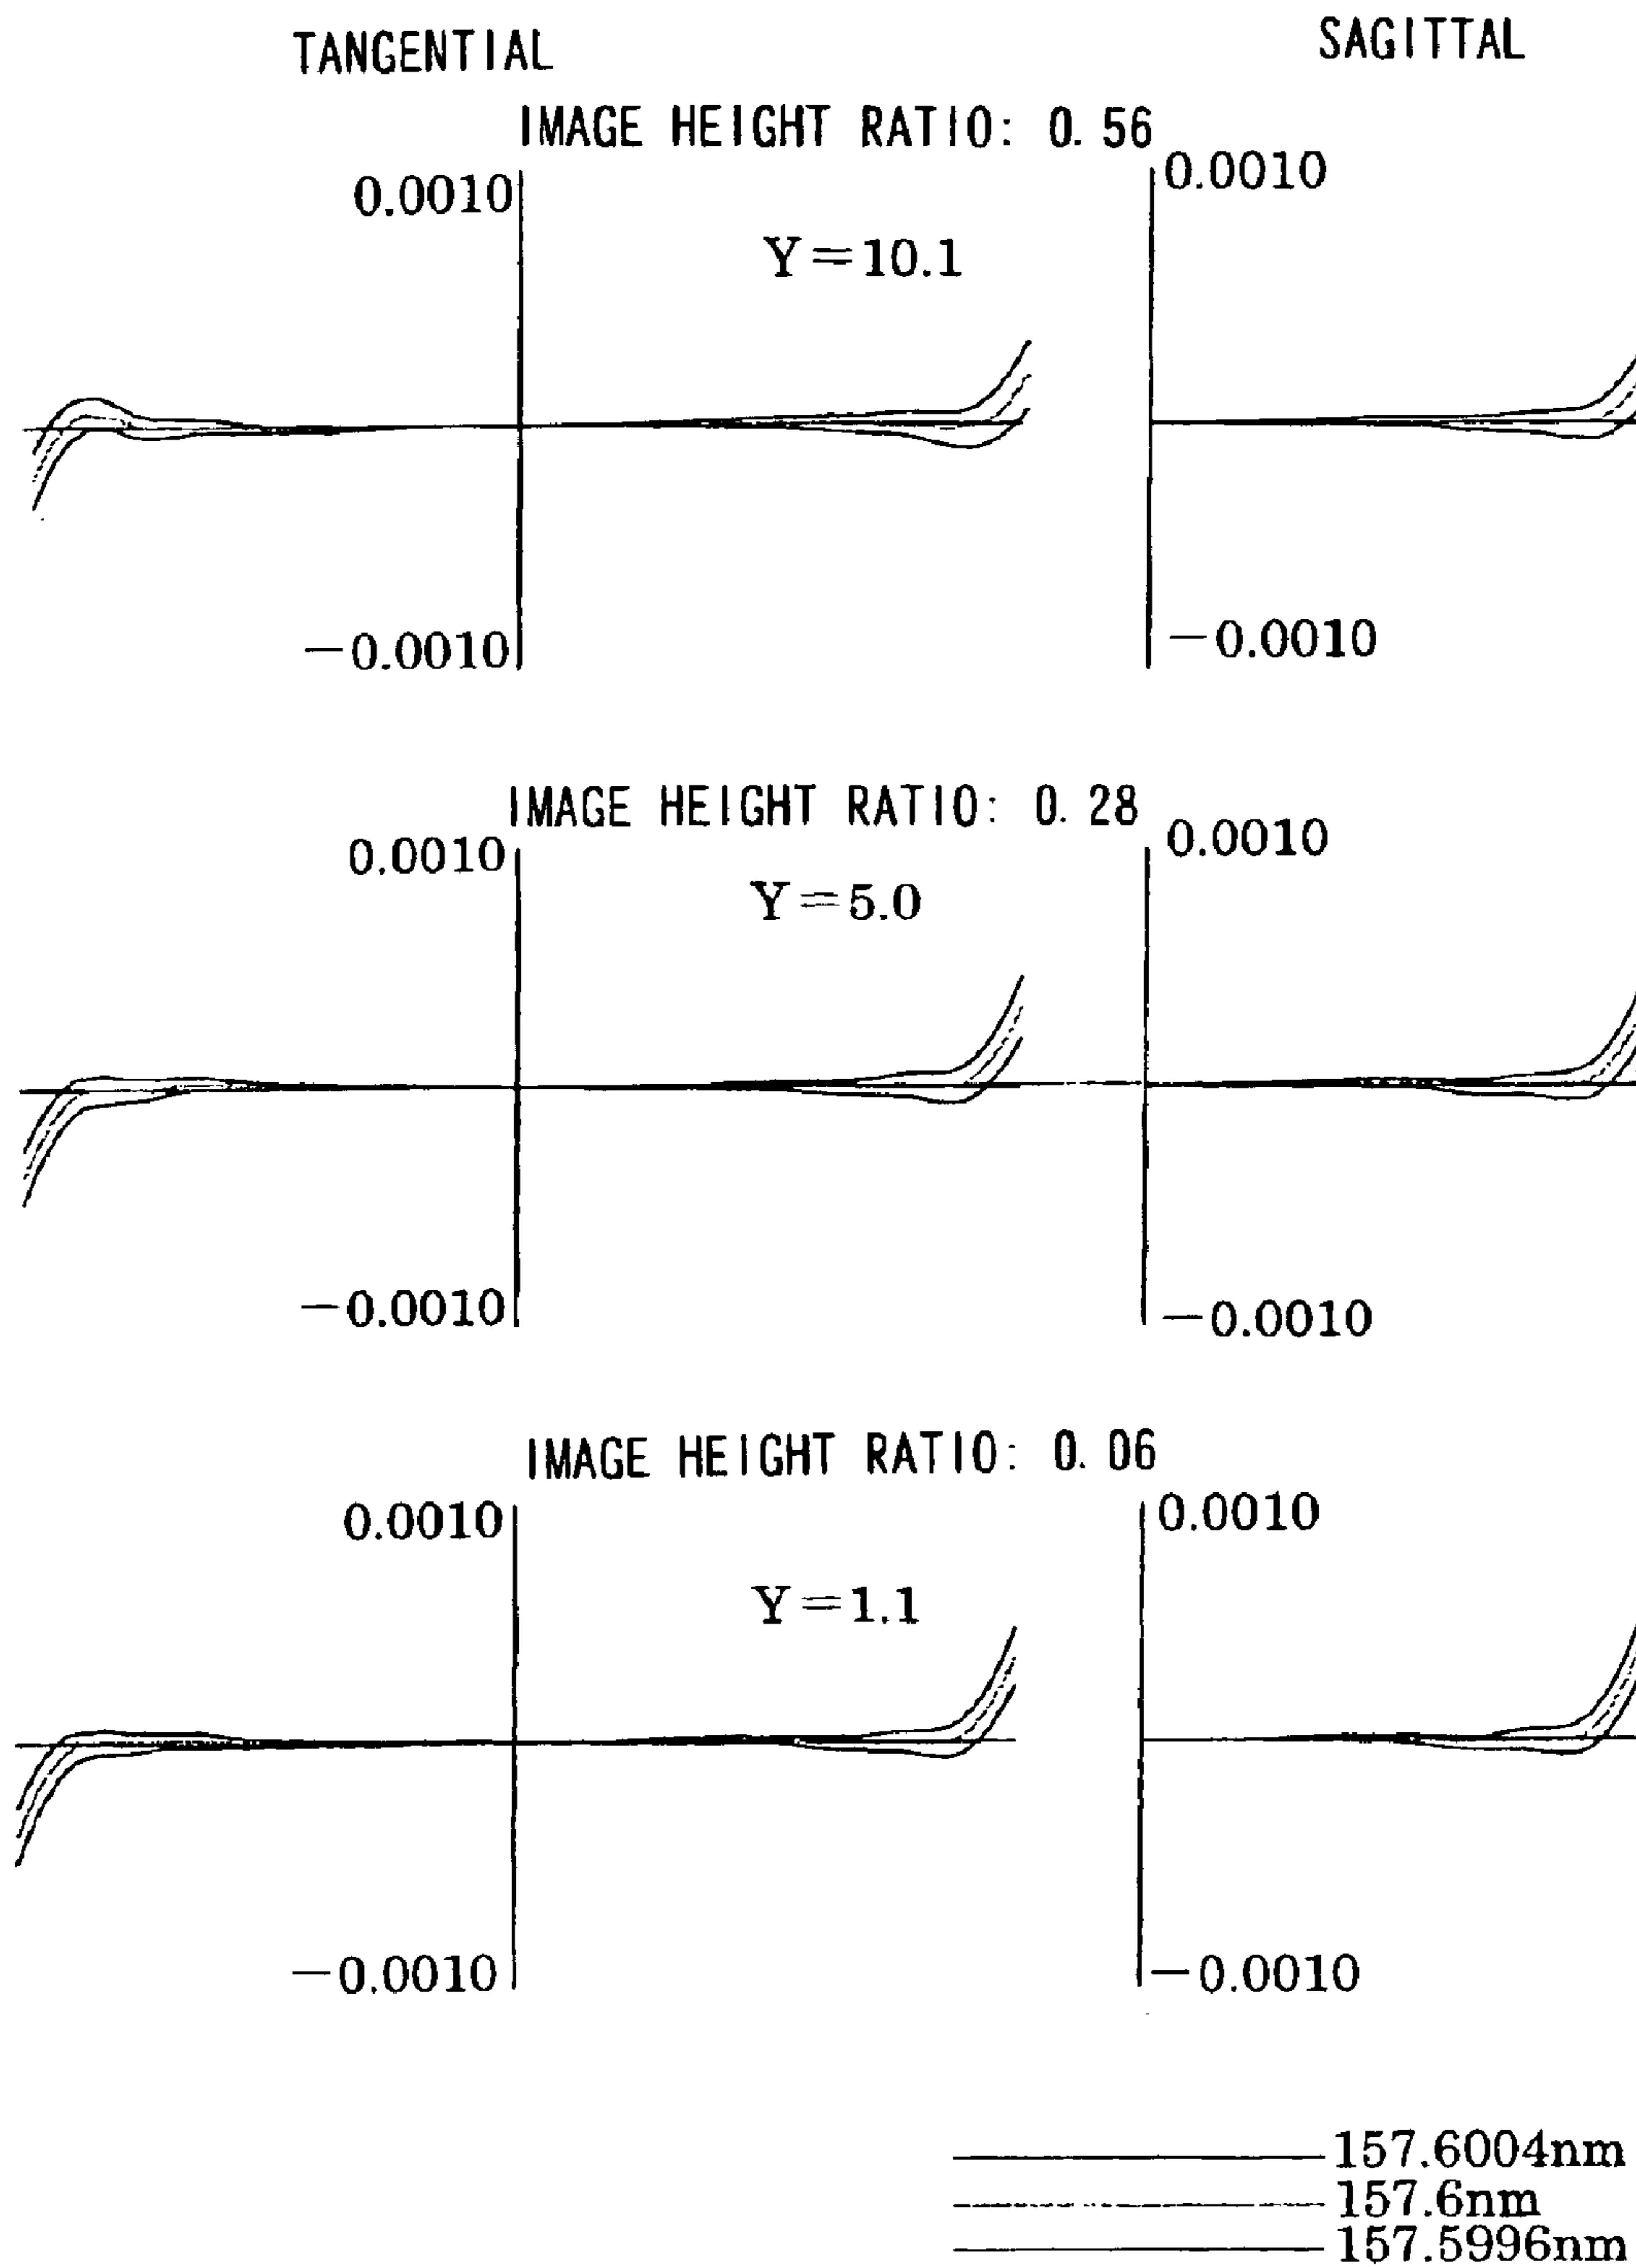 TANGENTIAL
SAGITTAL
IMAGE HEIGHT RATIO: 0.56
0.0010
0.0010
Y=10.1
−0.0010
−0.0010
IMAGE HEIGHT RATIO: 0.28
0.0010
0.0010
Y=5.0
−0.0010
−0.0010
IMAGE HEIGHT RATIO: 0.06
0.0010
0.0010
Y=1.1
−0.0010
−0.0010
157.6004nm
157.6nm
157.5996nm